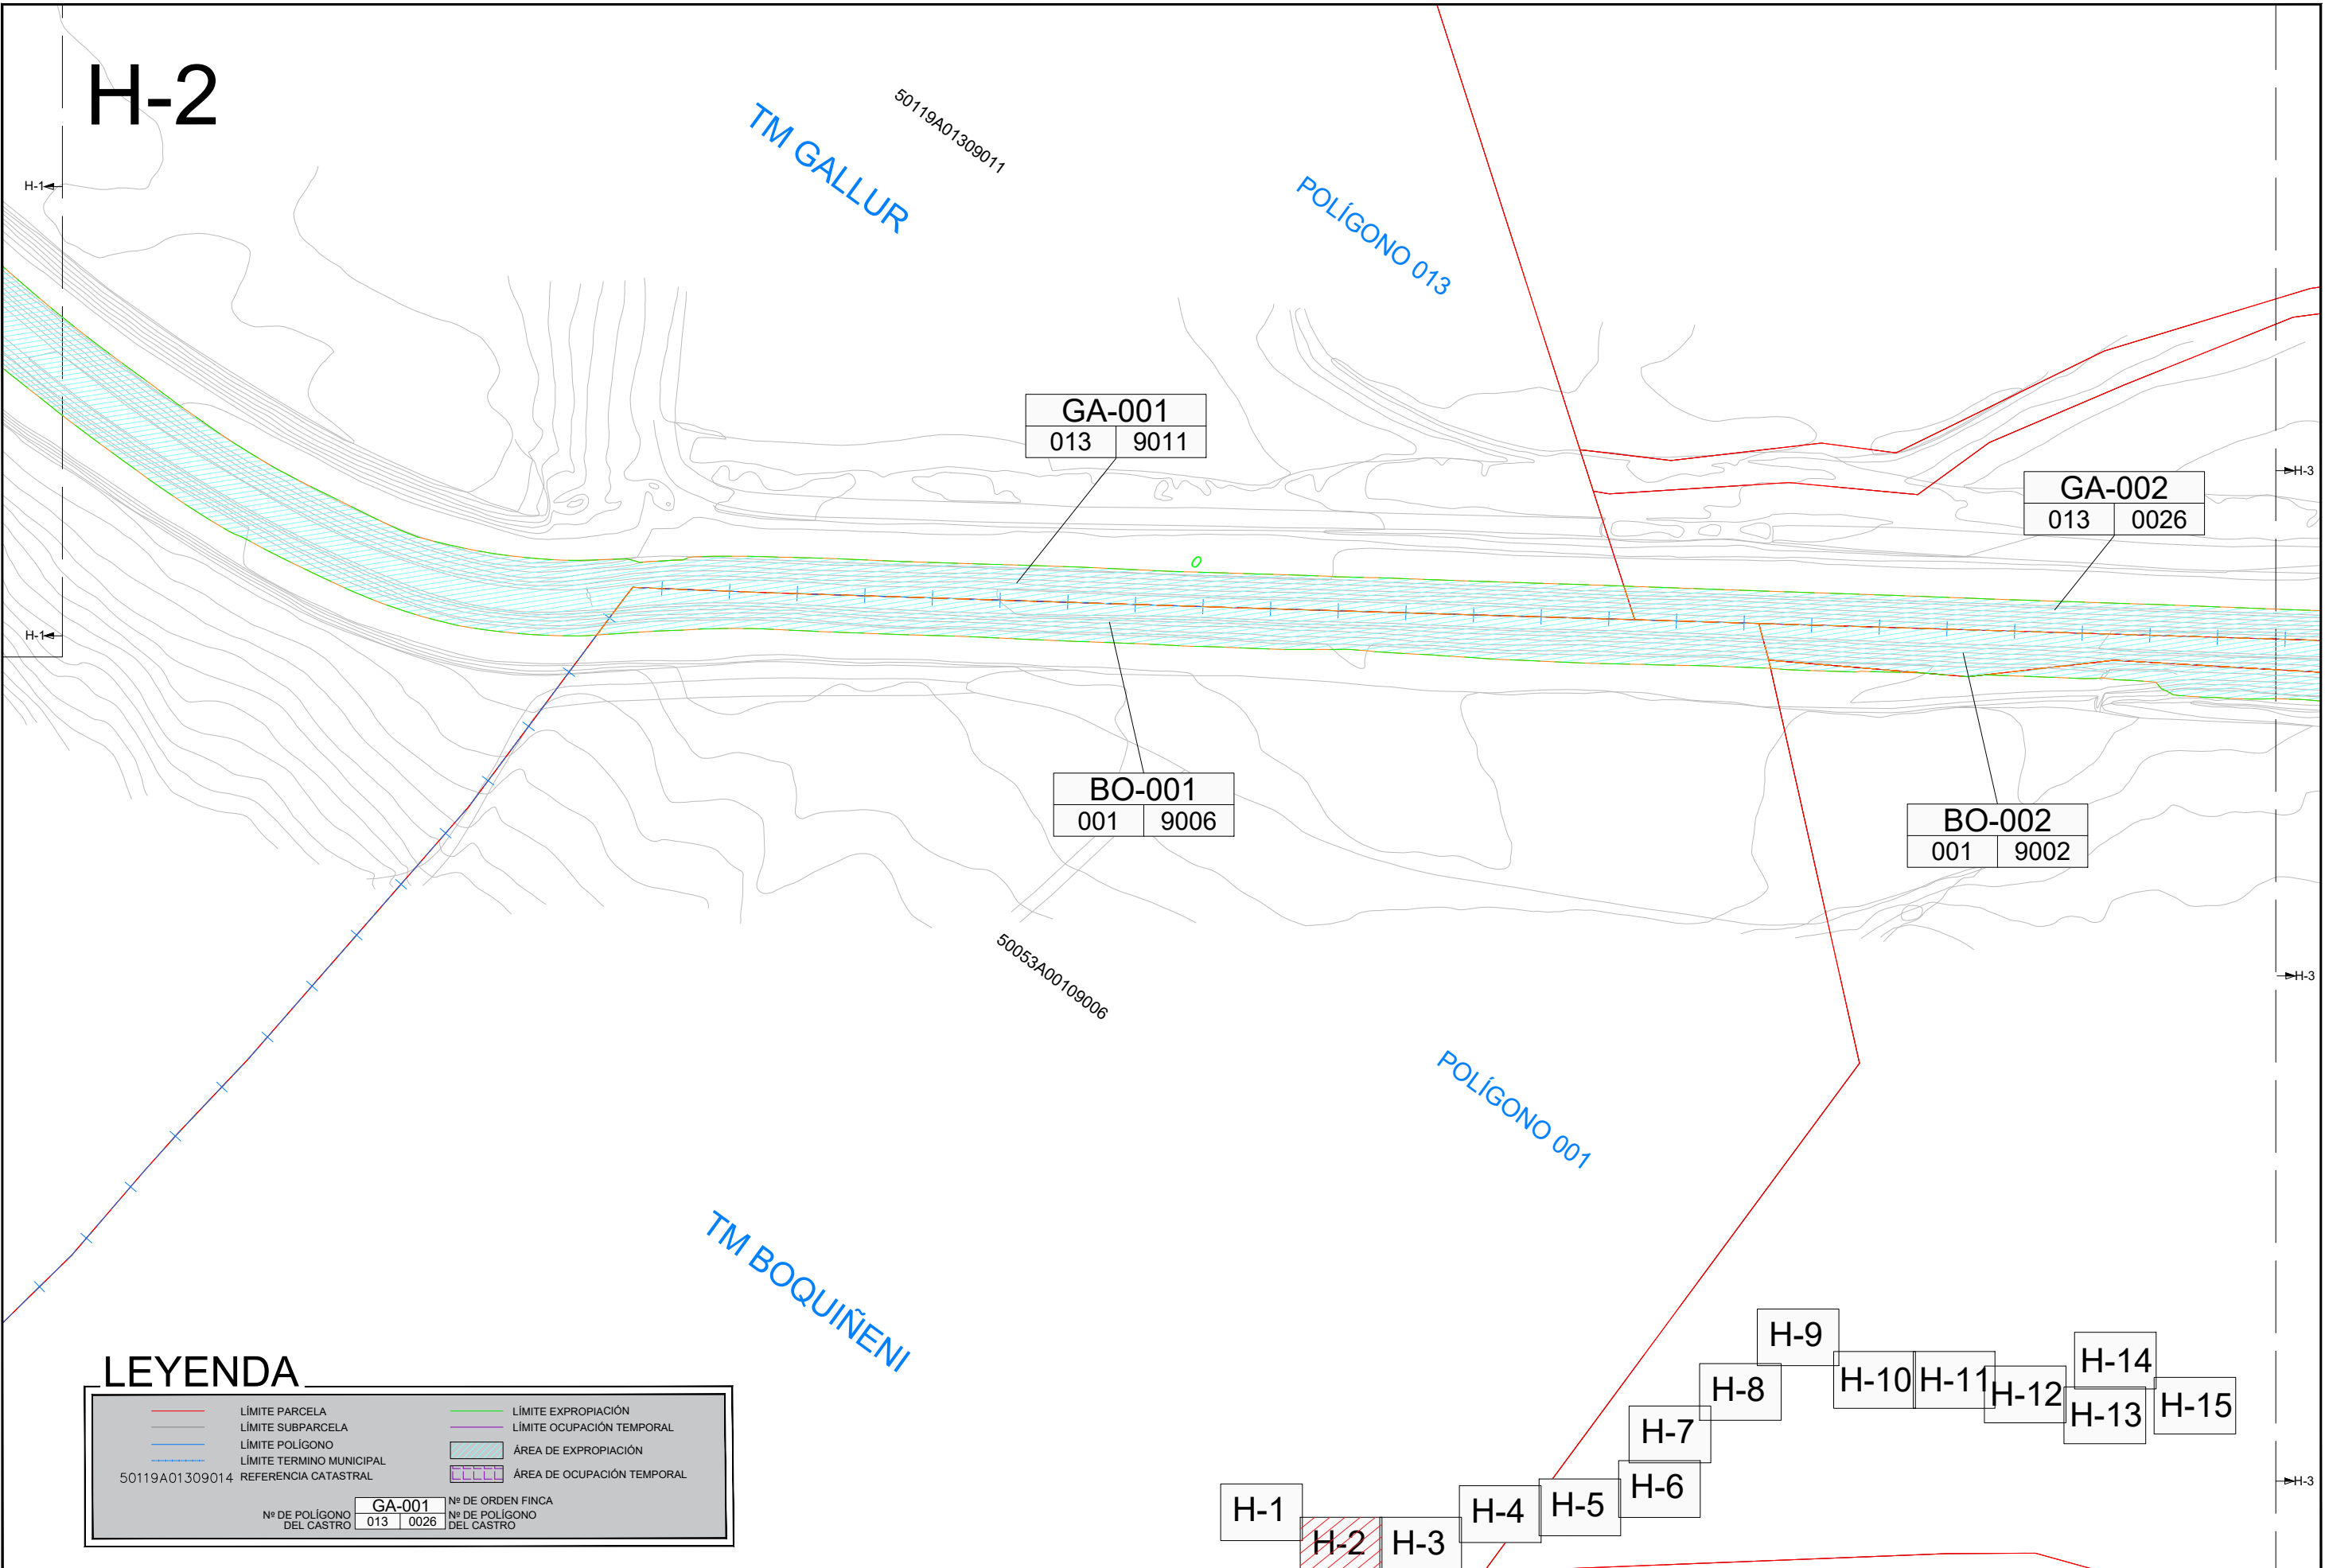 H-2
TM GALLUR
50119A01309011
POLÍGONO 013
H-1
H-3
GA-001
013 9011
GA-002
013 0026
0
H-1
BO-001
001 9006
BO-002
001 9002
50053A00109006
H-3
POLÍGONO 001
TM BOQUIÑENI
H-3
LEYENDA
LÍMITE PARCELA
LÍMITE SUBPARCELA
LÍMITE POLÍGONO
LÍMITE TERMINO MUNICIPAL
50119A01309014 REFERENCIA CATASTRAL
LÍMITE EXPROPIACIÓN
LÍMITE OCUPACIÓN TEMPORAL
ÁREA DE EXPROPIACIÓN
ÁREA DE OCUPACIÓN TEMPORAL
Nº DE POLÍGONO
DEL CASTRO
GA-001
013 0026
Nº DE ORDEN FINCA
Nº DE POLÍGONO
DEL CASTRO
H-1
H-2
H-3
H-4
H-5
H-6
H-7
H-8
H-9
H-10
H-11
H-12
H-13
H-14
H-15